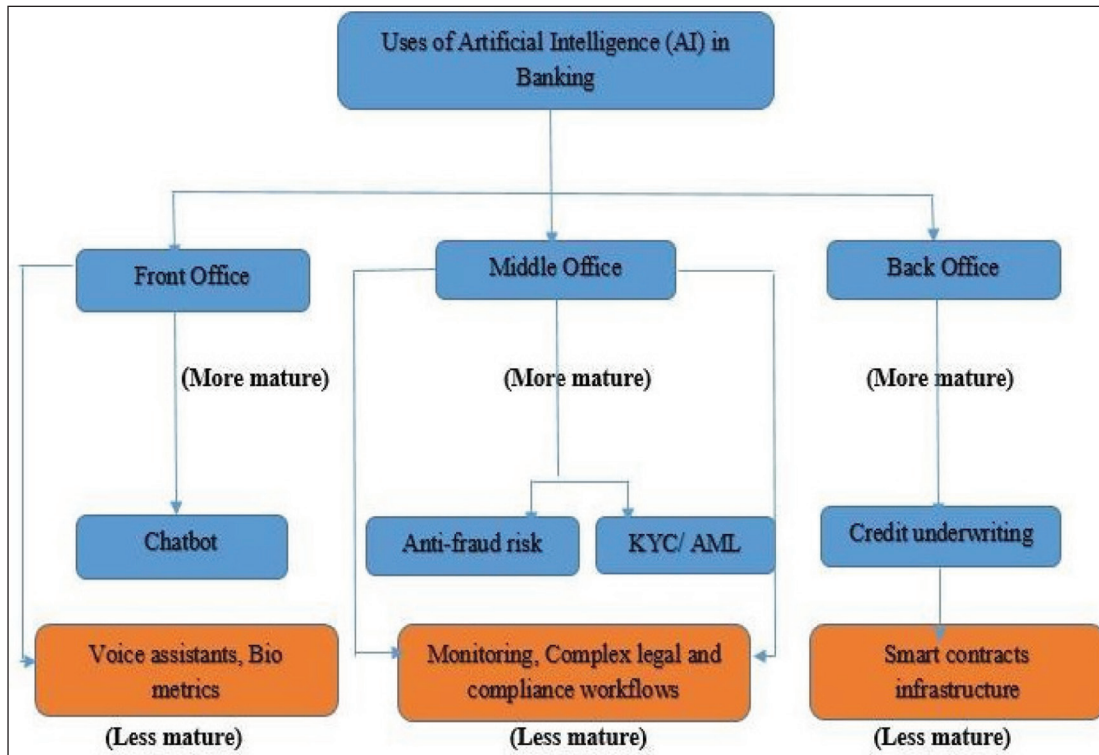 Uses of Artificial Intelligence (AI) in
Banking
Front Office
Middle Office
Back Office
(More mature)
(More mature)
(More mature)
Chatbot
Anti-fraud risk
KYC/ AML
Credit underwriting
Voice assistants, Bio
metrics
Monitoring, Complex legal and
compliance workflows
Smart contracts
infrastructure
(Less mature)
(Less mature)
(Less mature)